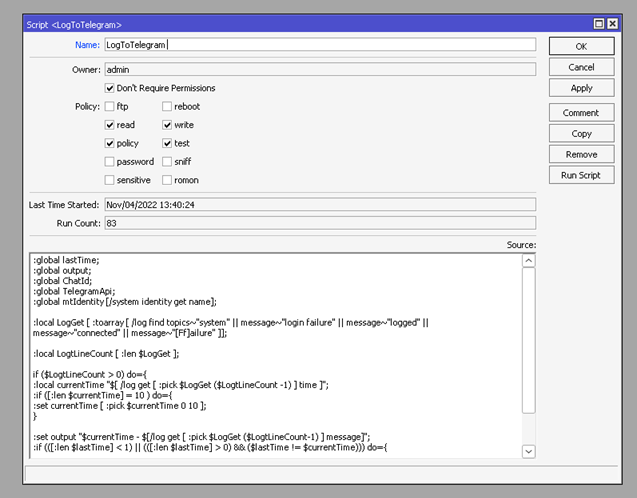 Script <LogToTelegram>
Name: LogToTelegram
OK
Owner: admin
Cancel
Don't Require Permissions
Apply
Policy: ftp reboot
Comment
read write
Copy
policy test
Remove
password sniff
Run Script
sensitive romon
Last Time Started: Nov/04/2022 13:40:24
Run Count: 83
Source:
:global lastTime;
:global output;
:global ChatId;
:global TelegramApi;
:global mtIdentity [/system identity get name];
:local LogGet [ :toarray [ /log find topics~"system" || message~"login failure" || message~"logged" ||
message~"connected" || message~"[Ff]ailure" ]];
:local LogtLineCount [ :len $LogGet ];
if ($LogtLineCount > 0) do={
:local currentTime "$[ /log get [ :pick $LogGet ($LogtLineCount -1) ] time ]";
:if ([:len $currentTime] = 10 ) do={
:set currentTime [ :pick $currentTime 0 10 ];
}
:set output "$currentTime - $[/log get [ :pick $LogGet ($LogtLineCount-1) ] message]";
:if (([:len $lastTime] < 1) || (([:len $lastTime] > 0) && ($lastTime != $currentTime))) do={